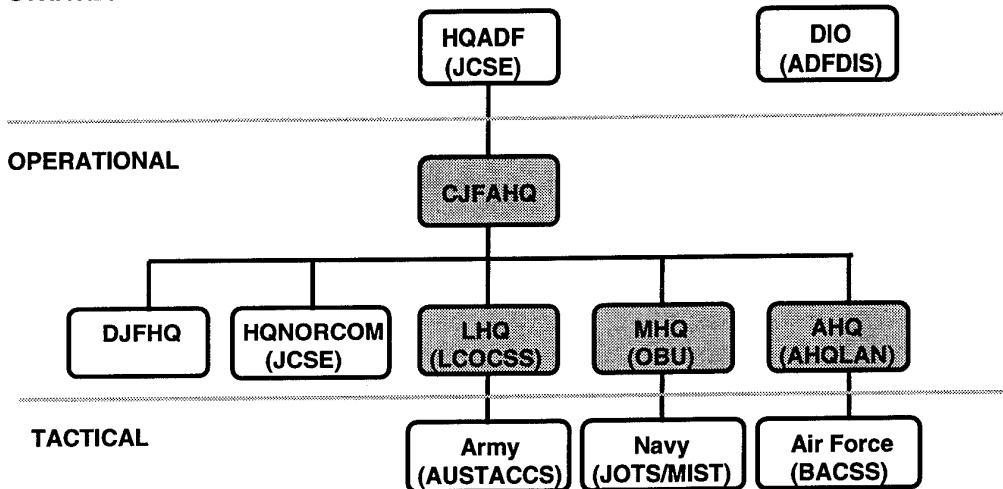 HQADF
(JCSE)
DIO
(ADFDIS)
OPERATIONAL
CJFAHQ
DJFHQ
HQNORCOM
(JCSE)
LHQ
(LCOCSS)
MHQ
(OBU)
AHQ
(AHQLAN)
TACTICAL
Army
(AUSTACCS)
Navy
(JOTS/MIST)
Air Force
(BACSS)